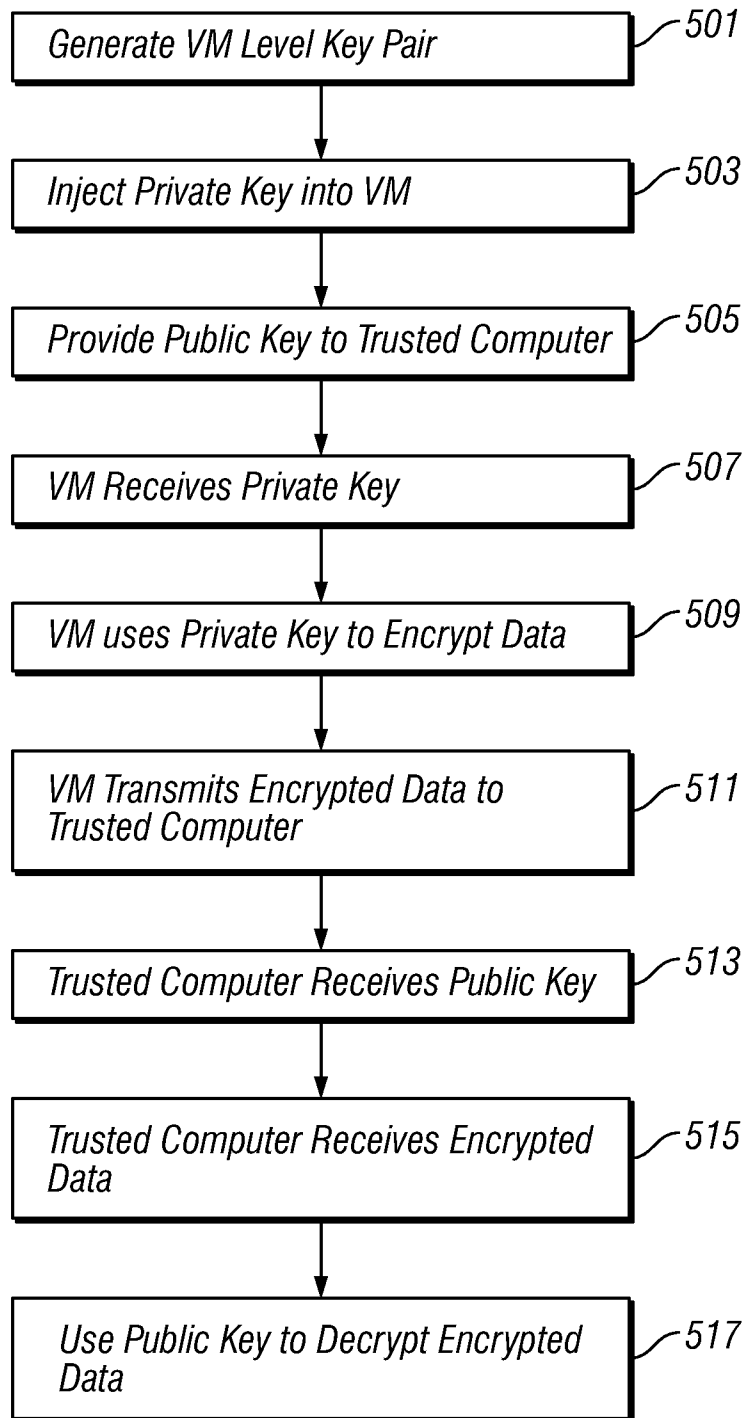 Generate VM Level Key Pair
501
Inject Private Key into VM
503
Provide Public Key to Trusted Computer
505
VM Receives Private Key
507
VM uses Private Key to Encrypt Data
509
VM Transmits Encrypted Data to
Trusted Computer
511
Trusted Computer Receives Public Key
513
Trusted Computer Receives Encrypted
Data
515
Use Public Key to Decrypt Encrypted
Data
517